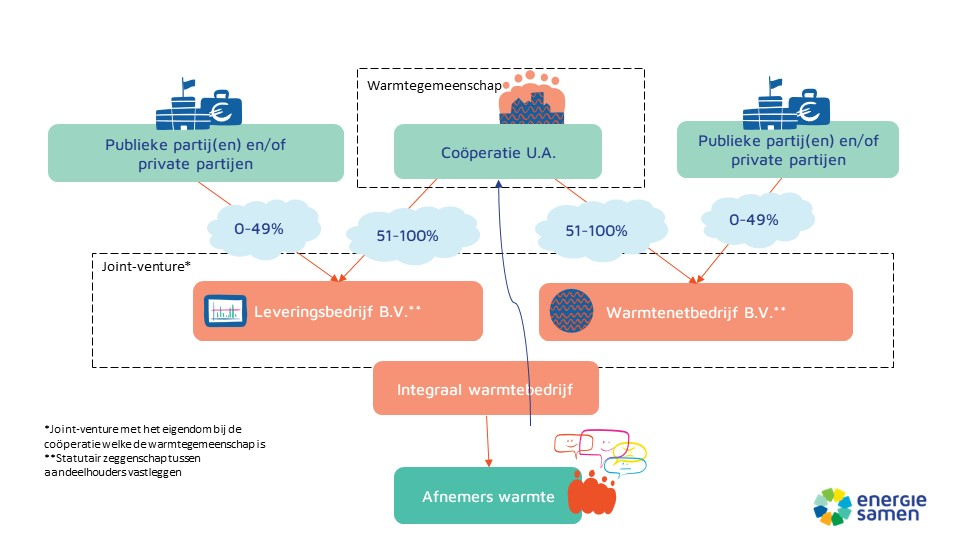 Warmtegemeenschap
Publieke partij(en) en/of
private partijen
Coöperatie U.A.
Publieke partij(en) en/of
private partijen
0-49%
51-100%
51-100%
0-49%
Joint-venture*
Leveringsbedrijf B.V.**
Warmtenetbedrijf B.V.**
Integraal warmtebedrijf
*Joint-venture met het eigendom bij de
coöperatie welke de warmtegemeenschap is
**Statutair zeggenschap tussen
aandeelhouders vastleggen
Afnemers warmte
energie
samen